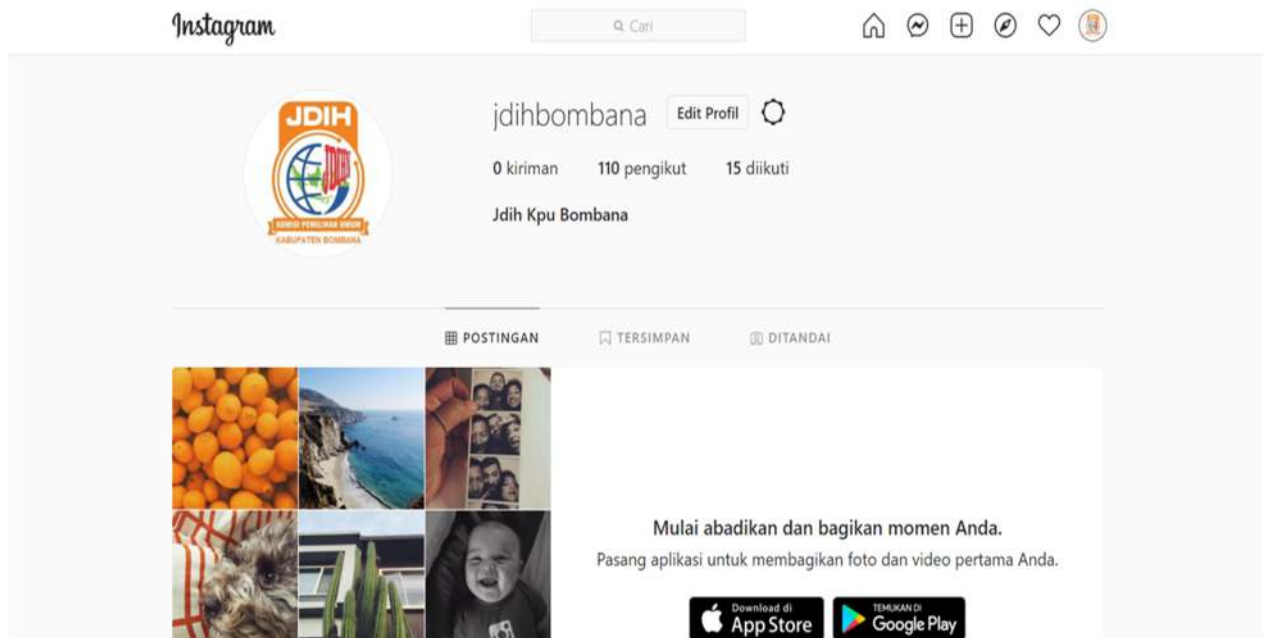 Instagram
Cari
jdihbombana Edit Profil
0 kiriman 110 pengikut 15 diikuti
Jdih Kpu Bombana
JDIH
JDIHN
KOMISI PEMILIHAN UMUM
KABUPATEN BOMBANA
POSTINGAN TERSIMPAN DITANDAI
Mulai abadikan dan bagikan momen Anda.
Pasang aplikasi untuk membagikan foto dan video pertama Anda.
Download di
App Store
TEMUKAN DI
Google Play